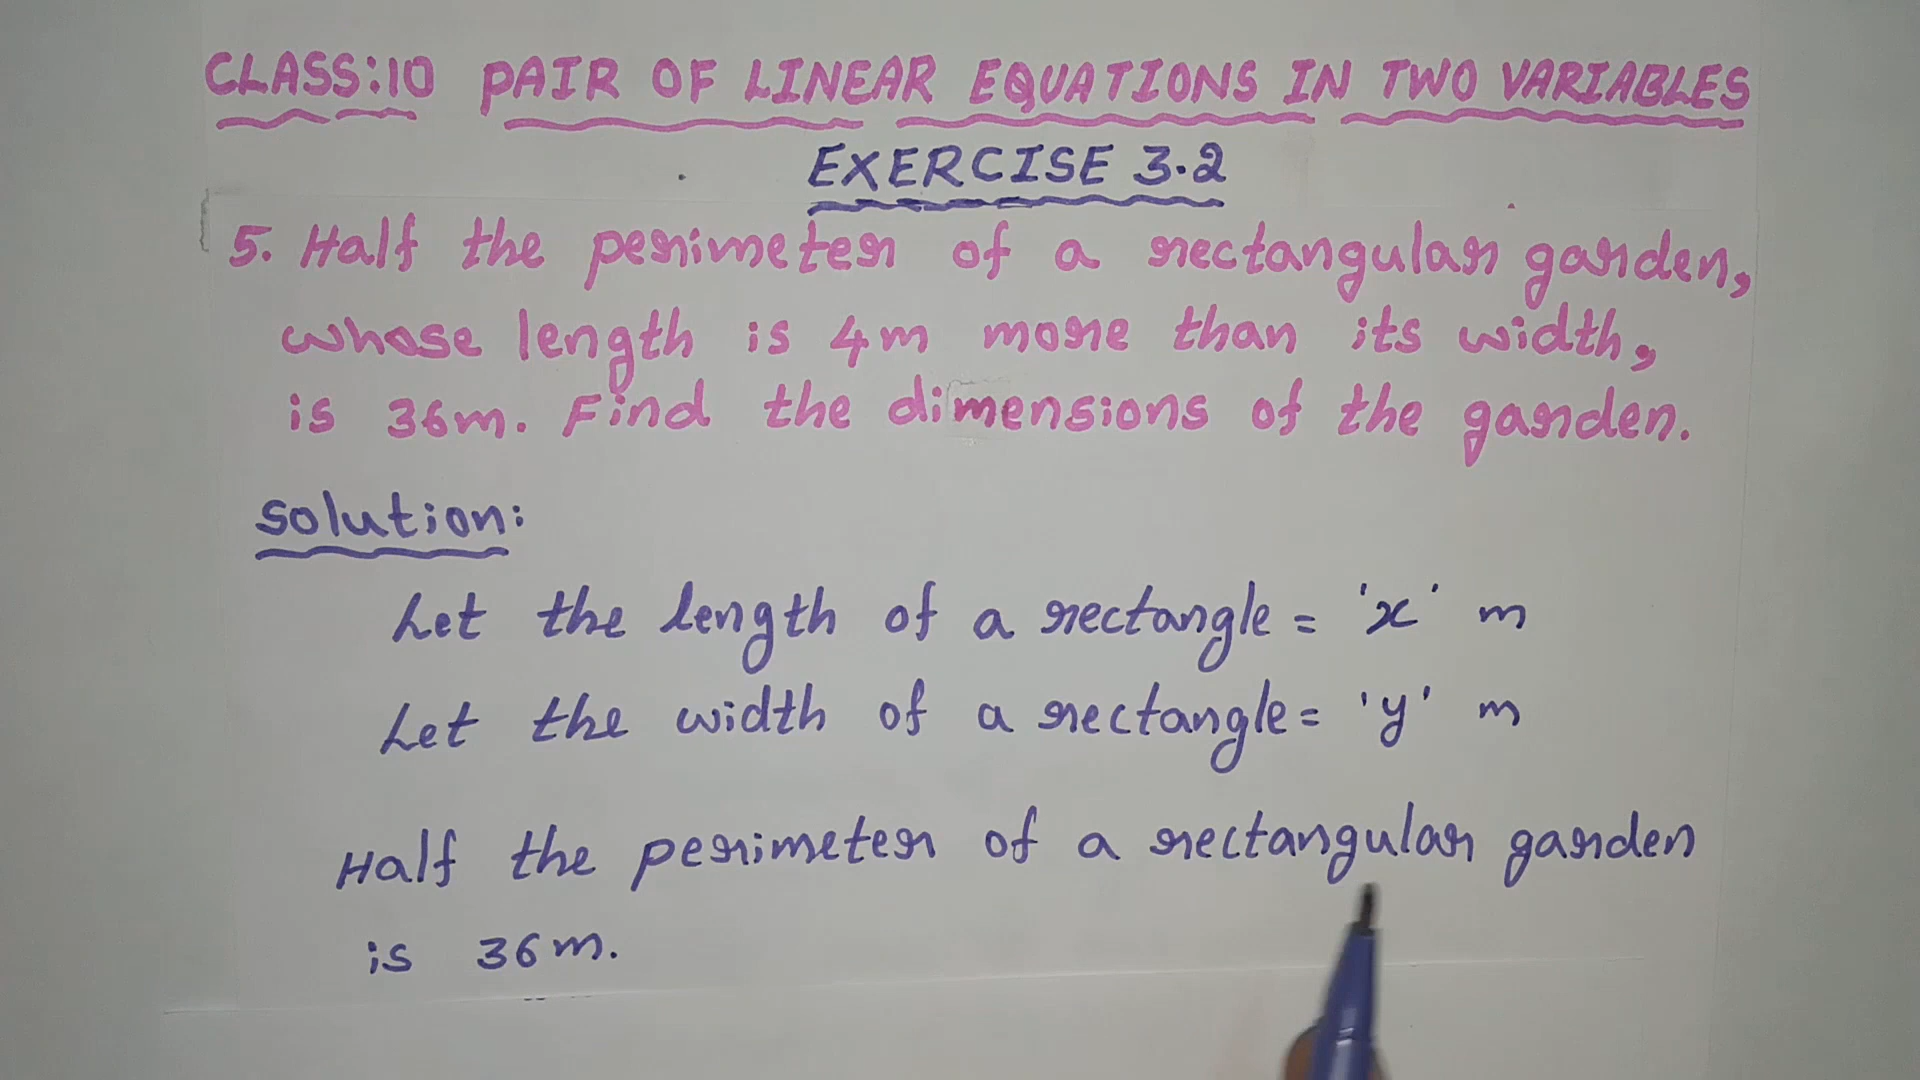 CLASS:10 PAIR OF LINEAR EQUATIONS IN TWO VARIABLES
EXERCISE 3.2
5. Half the perimeter of a rectangular garden,
whose length is 4m more than its width,
is 36m. Find the dimensions of the garden.
Solution:
Let the length of a rectangle = 'x' m
Let the width of a rectangle = 'y' m
Half the perimeter of a rectangular garden
is 36m.